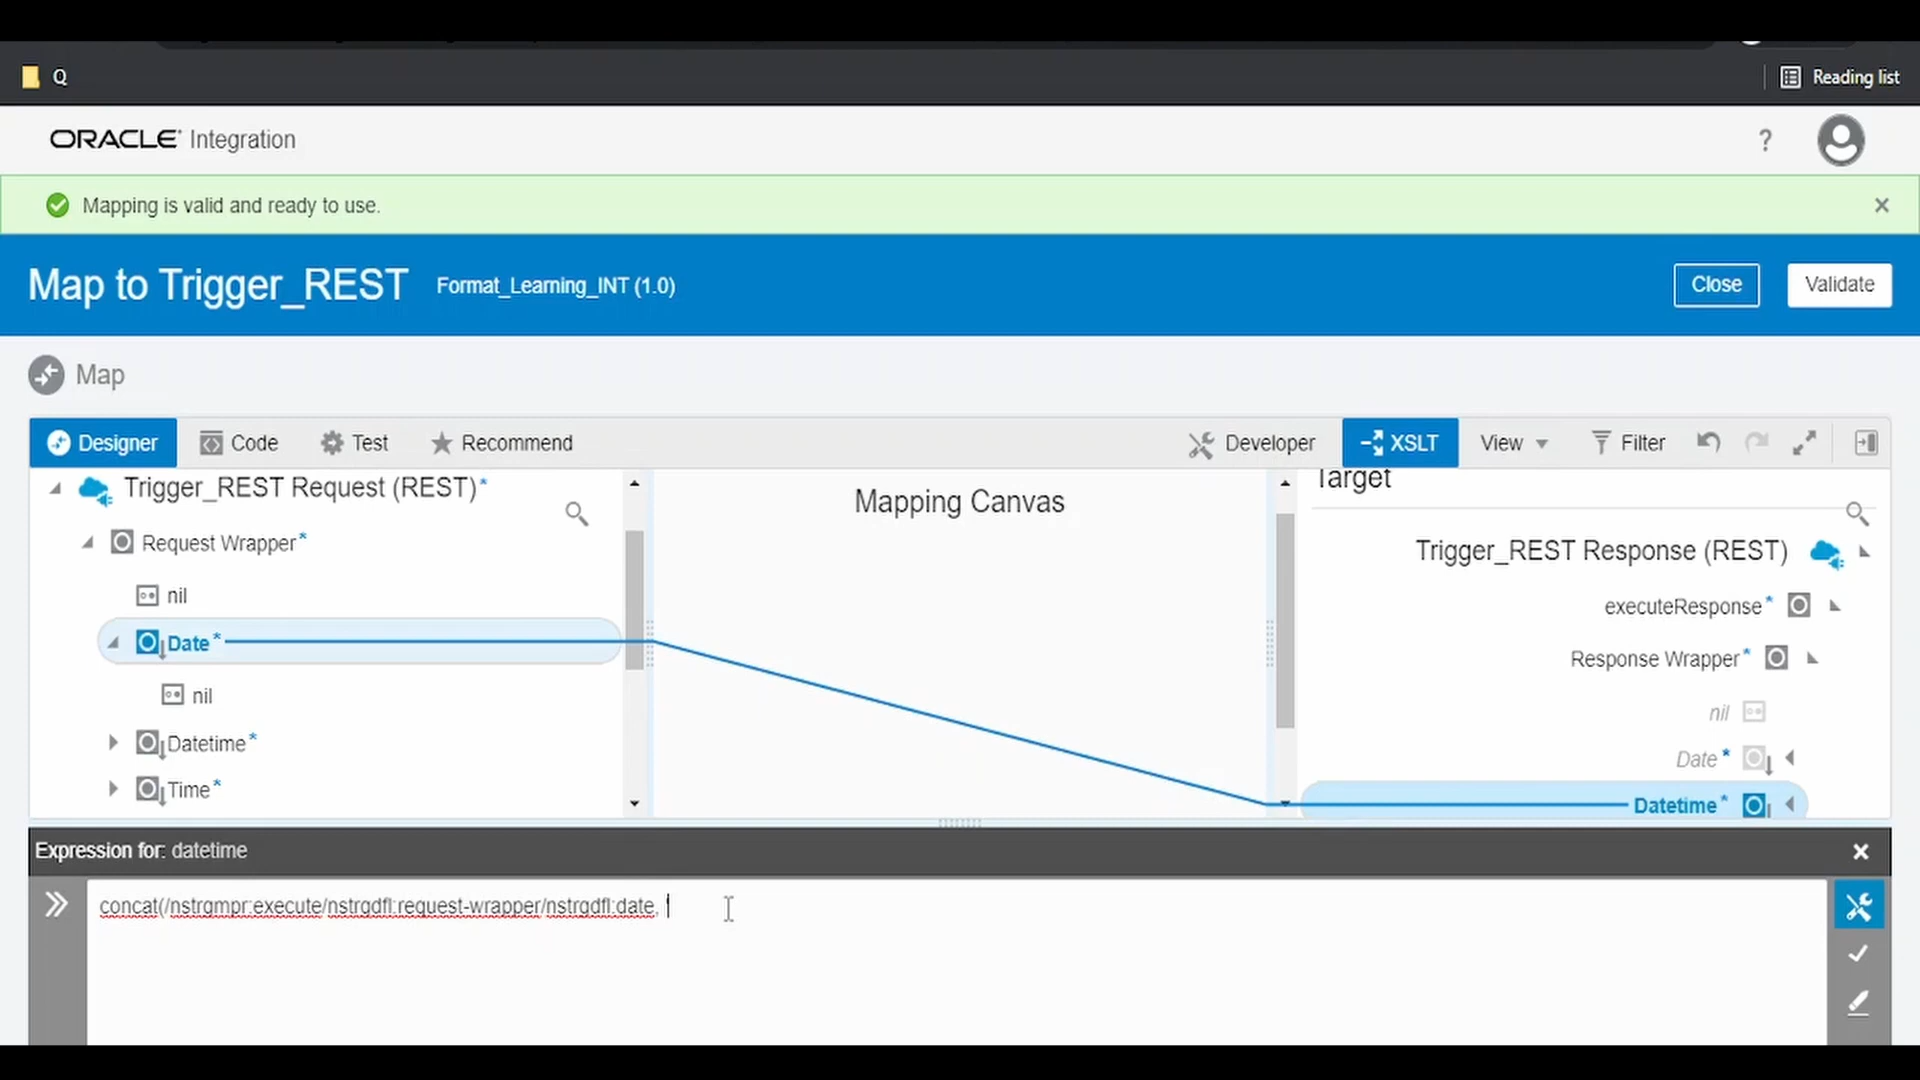 Q
Reading list
ORACLE Integration
?
Mapping is valid and ready to use.
Map to Trigger_REST Format_Learning_INT (1.0)
Close
Validate
Map
Designer
Code
Test
Recommend
Developer
XSLT
View
Filter
Trigger_REST Request (REST)*
Request Wrapper*
nil
Date*
nil
Datetime*
Time*
Mapping Canvas
Target
Trigger_REST Response (REST)
executeResponse*
Response Wrapper*
nil
Date*
Datetime*
Expression for: datetime
concat(/nstrgmpr:execute/nstrgdfl:request-wrapper/nstrgdfl:date, '